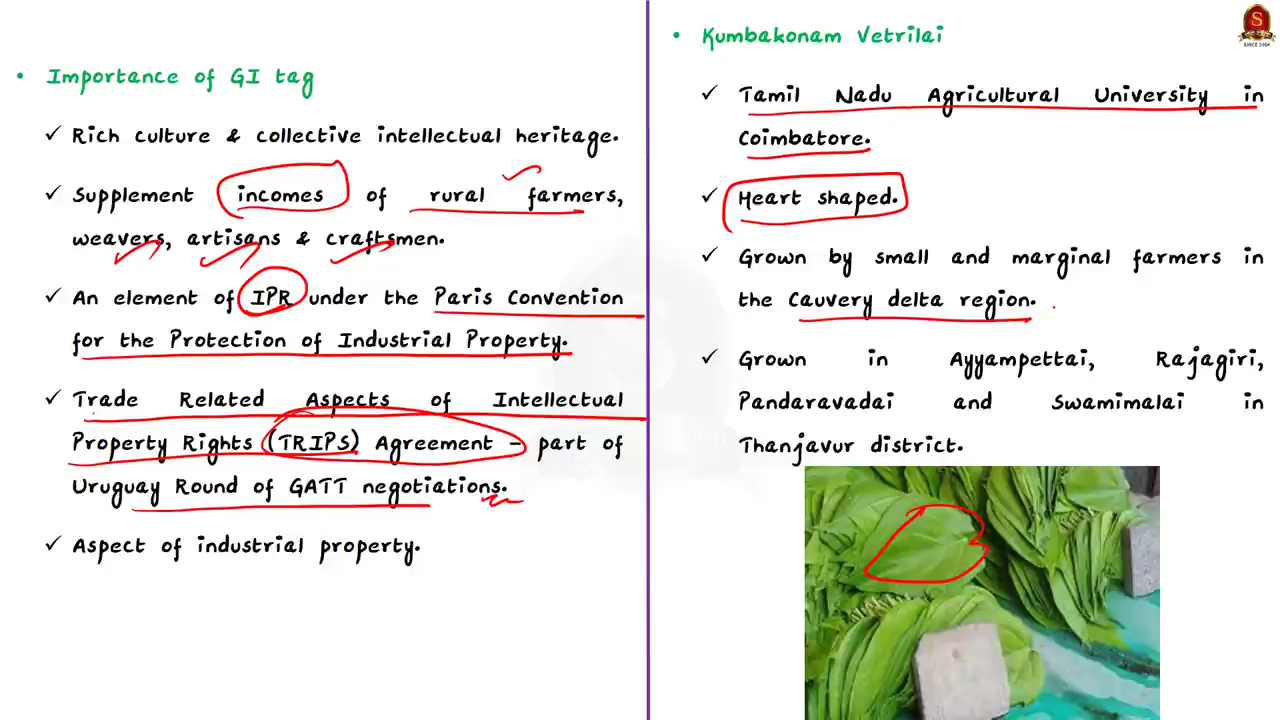 • Importance of GI tag
✓ Rich culture & collective intellectual heritage.
✓ Supplement incomes of rural farmers,
weavers, artisans & craftsmen.
✓ An element of IPR under the Paris Convention
for the Protection of Industrial Property.
✓ Trade Related Aspects of Intellectual
Property Rights (TRIPS) Agreement – part of
Uruguay Round of GATT negotiations.
✓ Aspect of industrial property.
• Kumbakonam Vetrilai
✓ Tamil Nadu Agricultural University in
Coimbatore.
✓ Heart shaped.
✓ Grown by small and marginal farmers in
the Cauvery delta region.
✓ Grown in Ayyampettai, Rajagiri,
Pandaravadai and Swamimalai in
Thanjavur district.
S
SINCE 2004